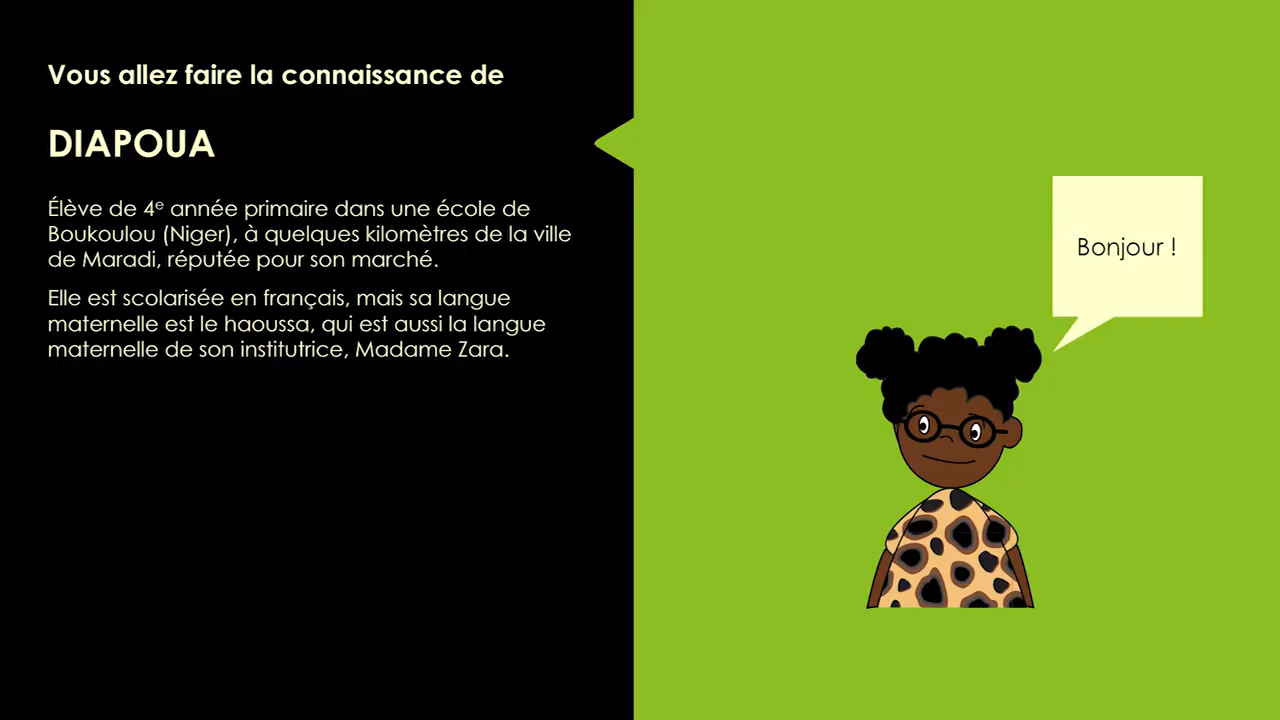 Vous allez faire la connaissance de
DIAPOUA
Élève de 4e année primaire dans une école de
Boukoulou (Niger), à quelques kilomètres de la ville
de Maradi, réputée pour son marché.
Elle est scolarisée en français, mais sa langue
maternelle est le haoussa, qui est aussi la langue
maternelle de son institutrice, Madame Zara.
Bonjour !